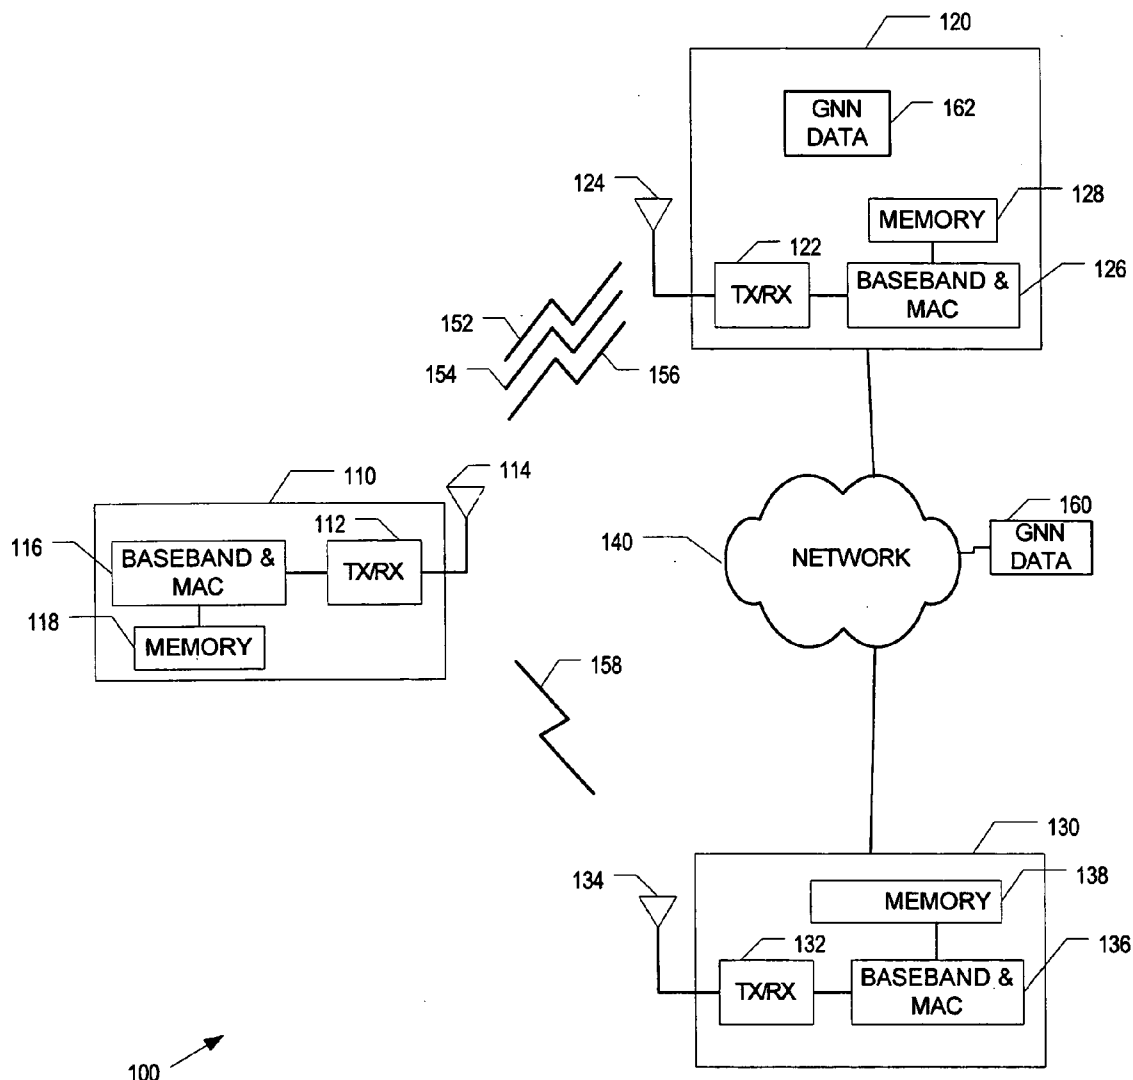 120
GNN
DATA
162
124
MEMORY
128
122
TX/RX
BASEBAND &
MAC
126
152
154
156
110
114
116
BASEBAND &
MAC
112
TX/RX
118
MEMORY
140
NETWORK
160
GNN
DATA
158
130
134
MEMORY
138
132
TX/RX
BASEBAND &
MAC
136
100